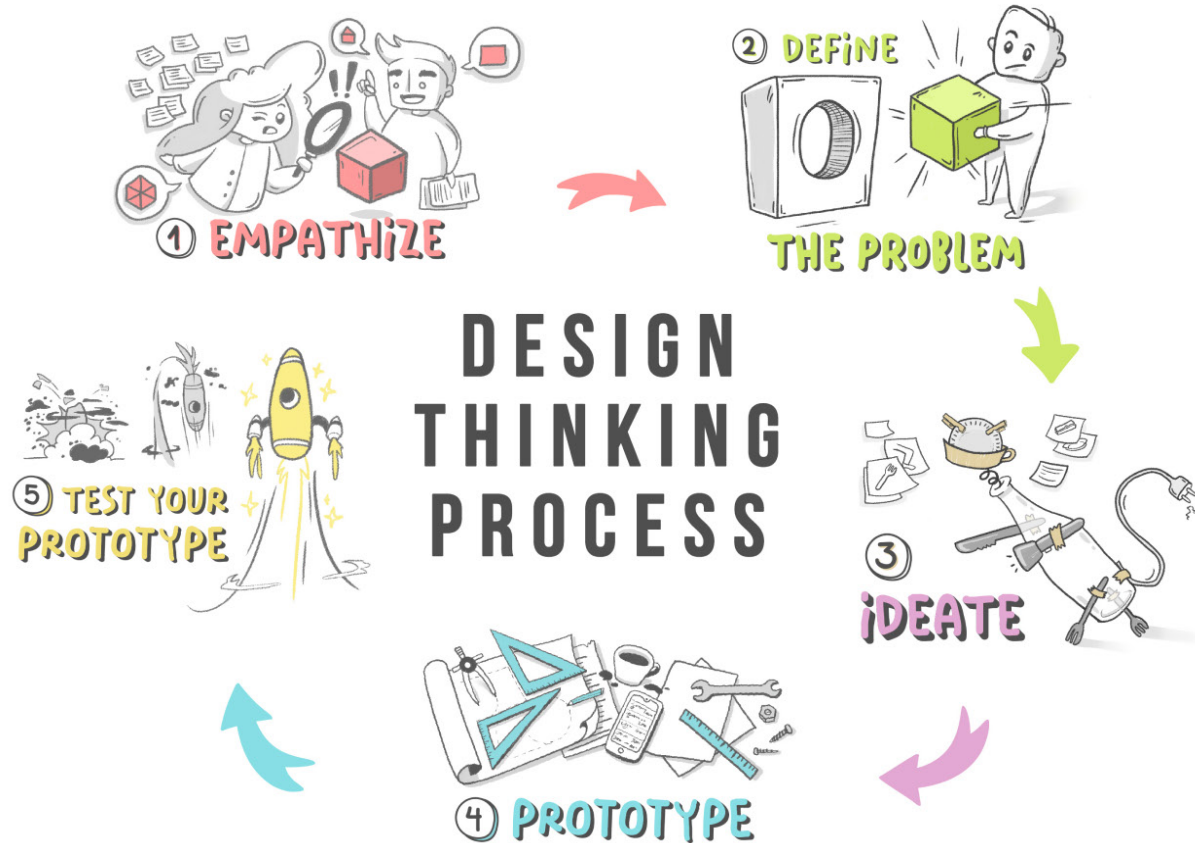 DESIGN
THINKING
PROCESS
1 EMPATHiZE
2 DEFiNE
THE PROBLEM
3
iDEATE
4 PROTOTYPE
5 TEST YOUR
PROTOTYPE
!!